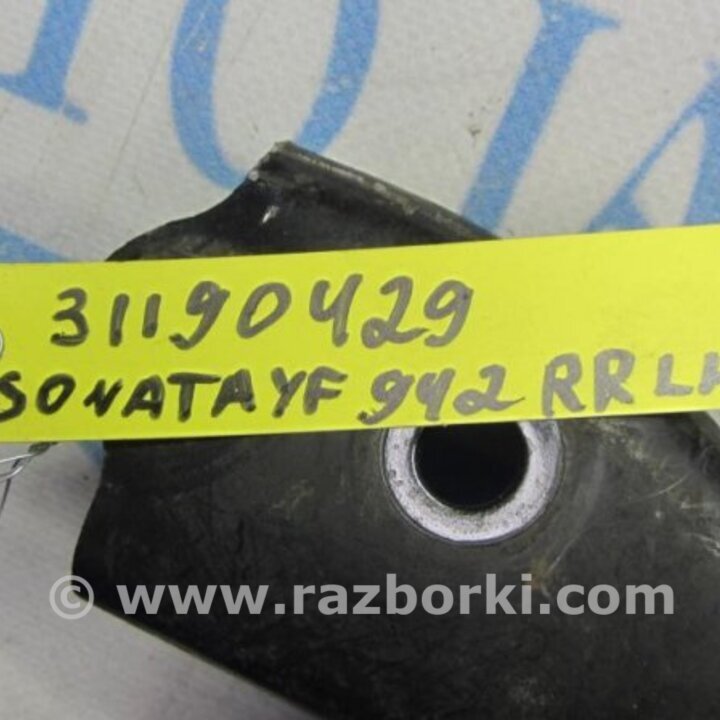 31190429
SONATA YF 942 RR LH
© www.razborki.com